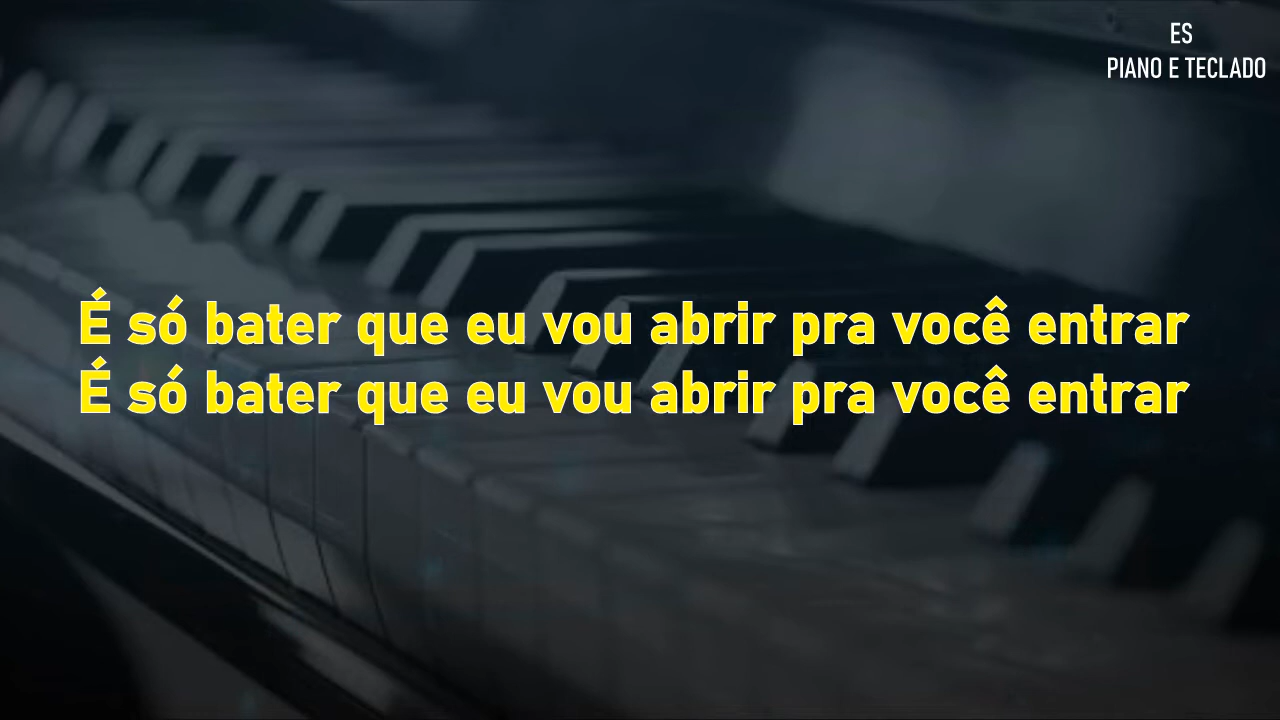 ES
PIANO E TECLADO
É só bater que eu vou abrir pra você entrar
É só bater que eu vou abrir pra você entrar